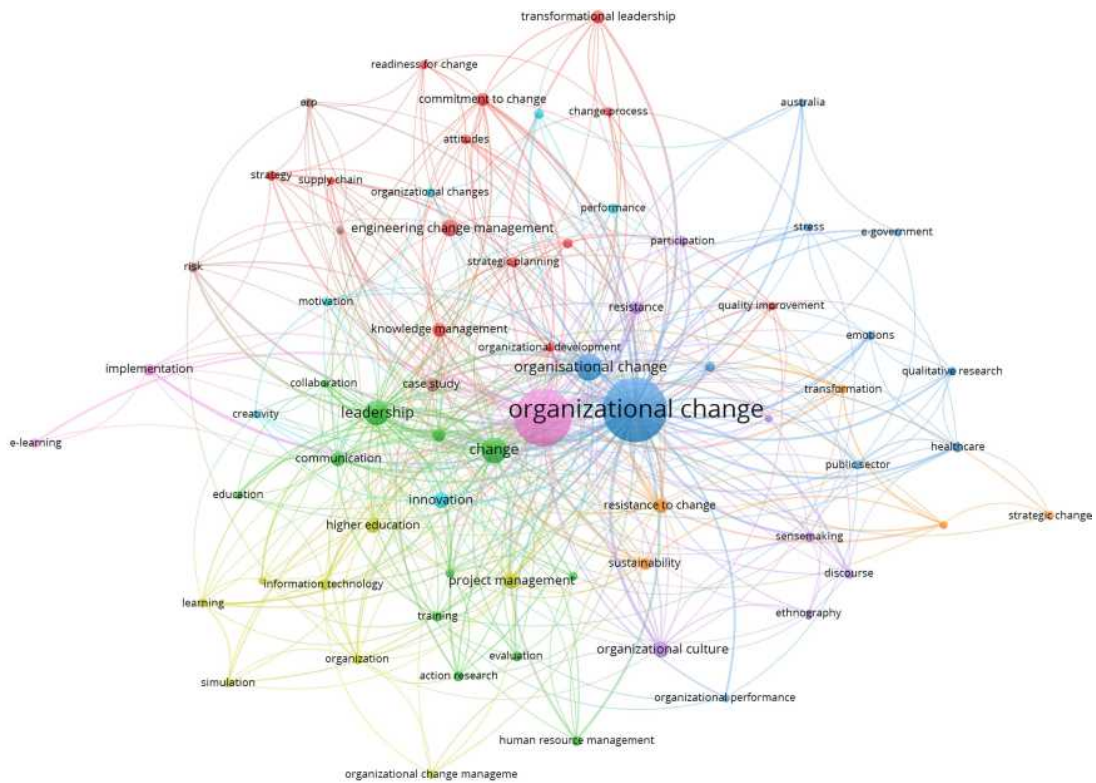 transformational leadership
readiness for change
commitment to change
erp
australia
change process
attitudes
strategy
supply chain
organizational changes
performance
engineering change management
stress
e-government
participation
strategic planning
risk
motivation
resistance
quality improvement
knowledge management
emotions
organizational development
organisational change
implementation
qualitative research
collaboration
case study
transformation
creativity
leadership
organizational change
e-learning
change
healthcare
communication
public sector
education
innovation
resistance to change
strategic change
higher education
sensemaking
sustainability
discourse
information technology
project management
learning
training
ethnography
organization
evaluation
organizational culture
action research
simulation
organizational performance
human resource management
organizational change manageme